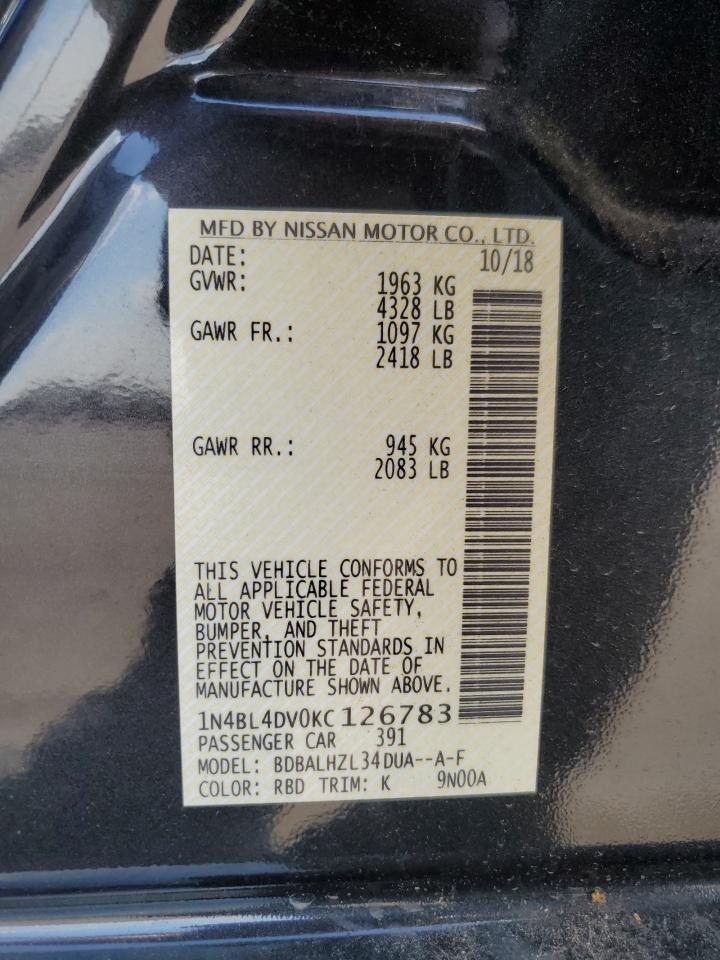 MFD BY NISSAN MOTOR CO., LTD.
DATE: 10/18
GVWR: 1963 KG
4328 LB
GAWR FR.: 1097 KG
2418 LB
GAWR RR.: 945 KG
2083 LB
THIS VEHICLE CONFORMS TO
ALL APPLICABLE FEDERAL
MOTOR VEHICLE SAFETY,
BUMPER, AND THEFT
PREVENTION STANDARDS IN
EFFECT ON THE DATE OF
MANUFACTURE SHOWN ABOVE.
1N4BL4DV0KC126783
PASSENGER CAR 391
MODEL: BDBALHZL34DUA--A-F
COLOR: RBD TRIM: K 9N00A